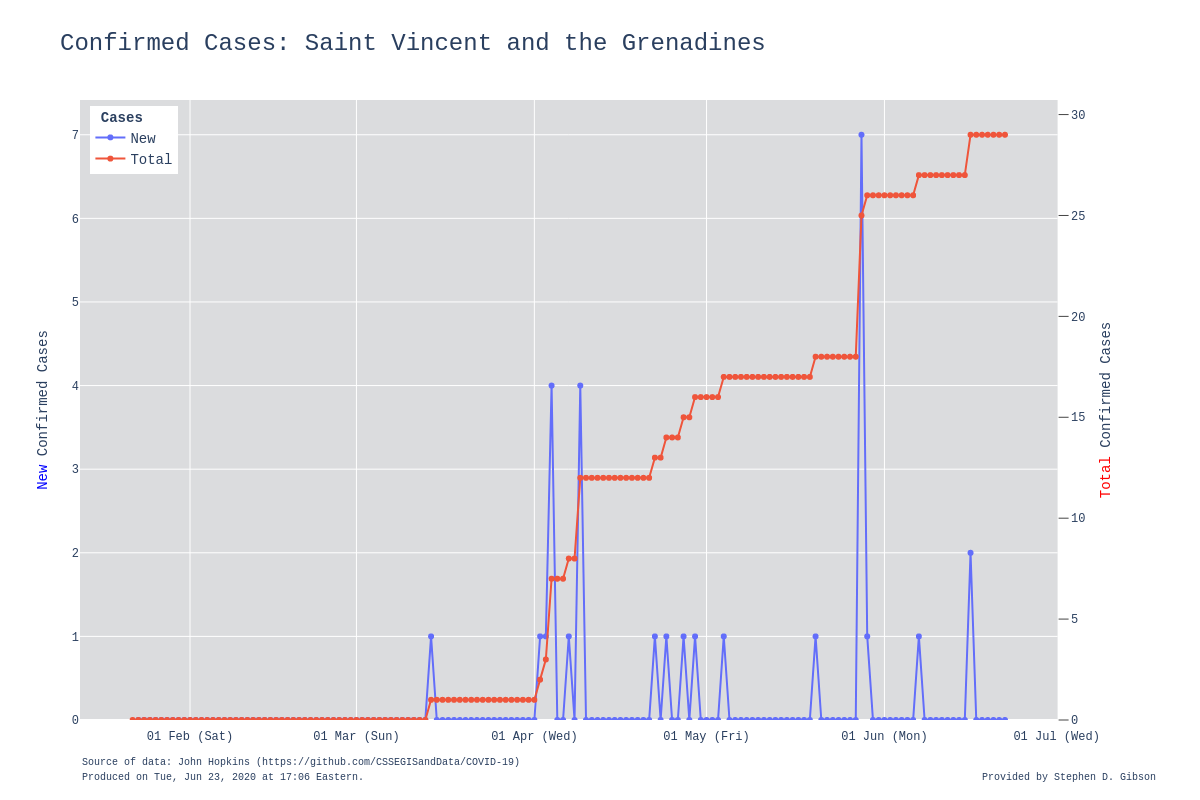 Confirmed Cases: Saint Vincent and the Grenadines
Cases
New
Total
7
6
5
4
3
2
1
0
New Confirmed Cases
30
25
20
15
10
5
0
Total Confirmed Cases
01 Feb (Sat) 01 Mar (Sun) 01 Apr (Wed) 01 May (Fri) 01 Jun (Mon) 01 Jul (Wed)
Source of data: John Hopkins (https://github.com/CSSEGISandData/COVID-19)
Produced on Tue, Jun 23, 2020 at 17:06 Eastern.
Provided by Stephen D. Gibson